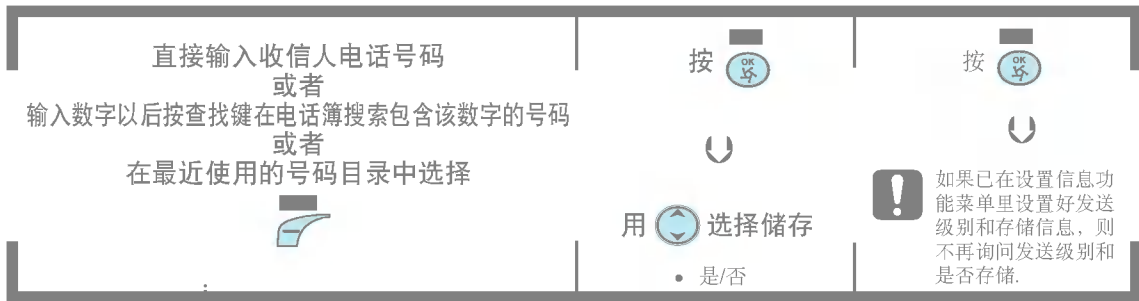 直接输入收信人电话号码
或者
输入数字以后按查找键在电话簿搜索包含该数字的号码
或者
在最近使用的号码目录中选择
按 OK
用 选择储存
• 是/否
按 OK
如果已在设置信息功
能菜单里设置好发送
级别和存储信息，则
不再询问发送级别和
是否存储.